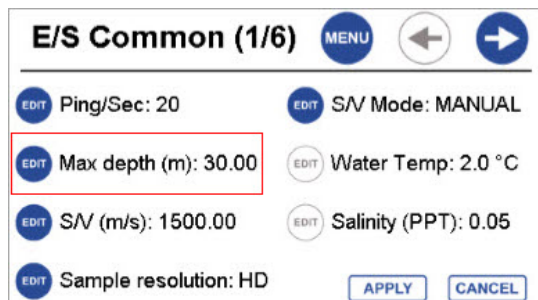 E/S Common (1/6) MENU
EDIT Ping/Sec: 20
EDIT S/V Mode: MANUAL
EDIT Max depth (m): 30.00
EDIT Water Temp: 2.0 °C
EDIT S/V (m/s): 1500.00
EDIT Salinity (PPT): 0.05
EDIT Sample resolution: HD
APPLY CANCEL